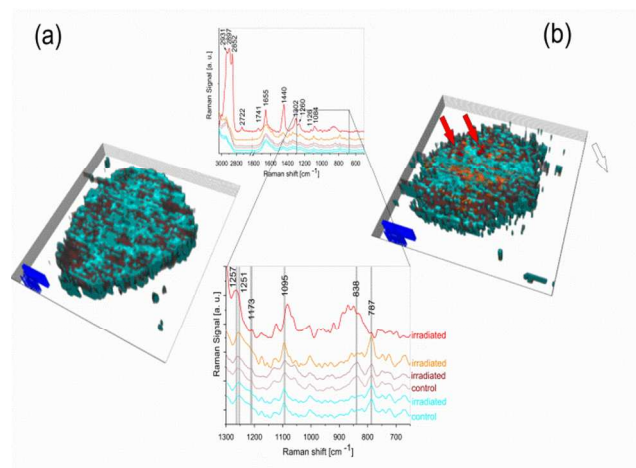 (a)
(b)
Raman Signal [a. u.]
2931
2897
2852
2722
1741
1655
1440
1302
1260
1126
1084
3000 2800 1800 1600 1400 1200 1000 800 600
Raman shift [cm⁻¹]
Raman Signal [a. u.]
1257
1251
1173
1095
838
787
irradiated
irradiated
irradiated
control
irradiated
control
1300 1200 1100 1000 900 800 700
Raman shift [cm⁻¹]